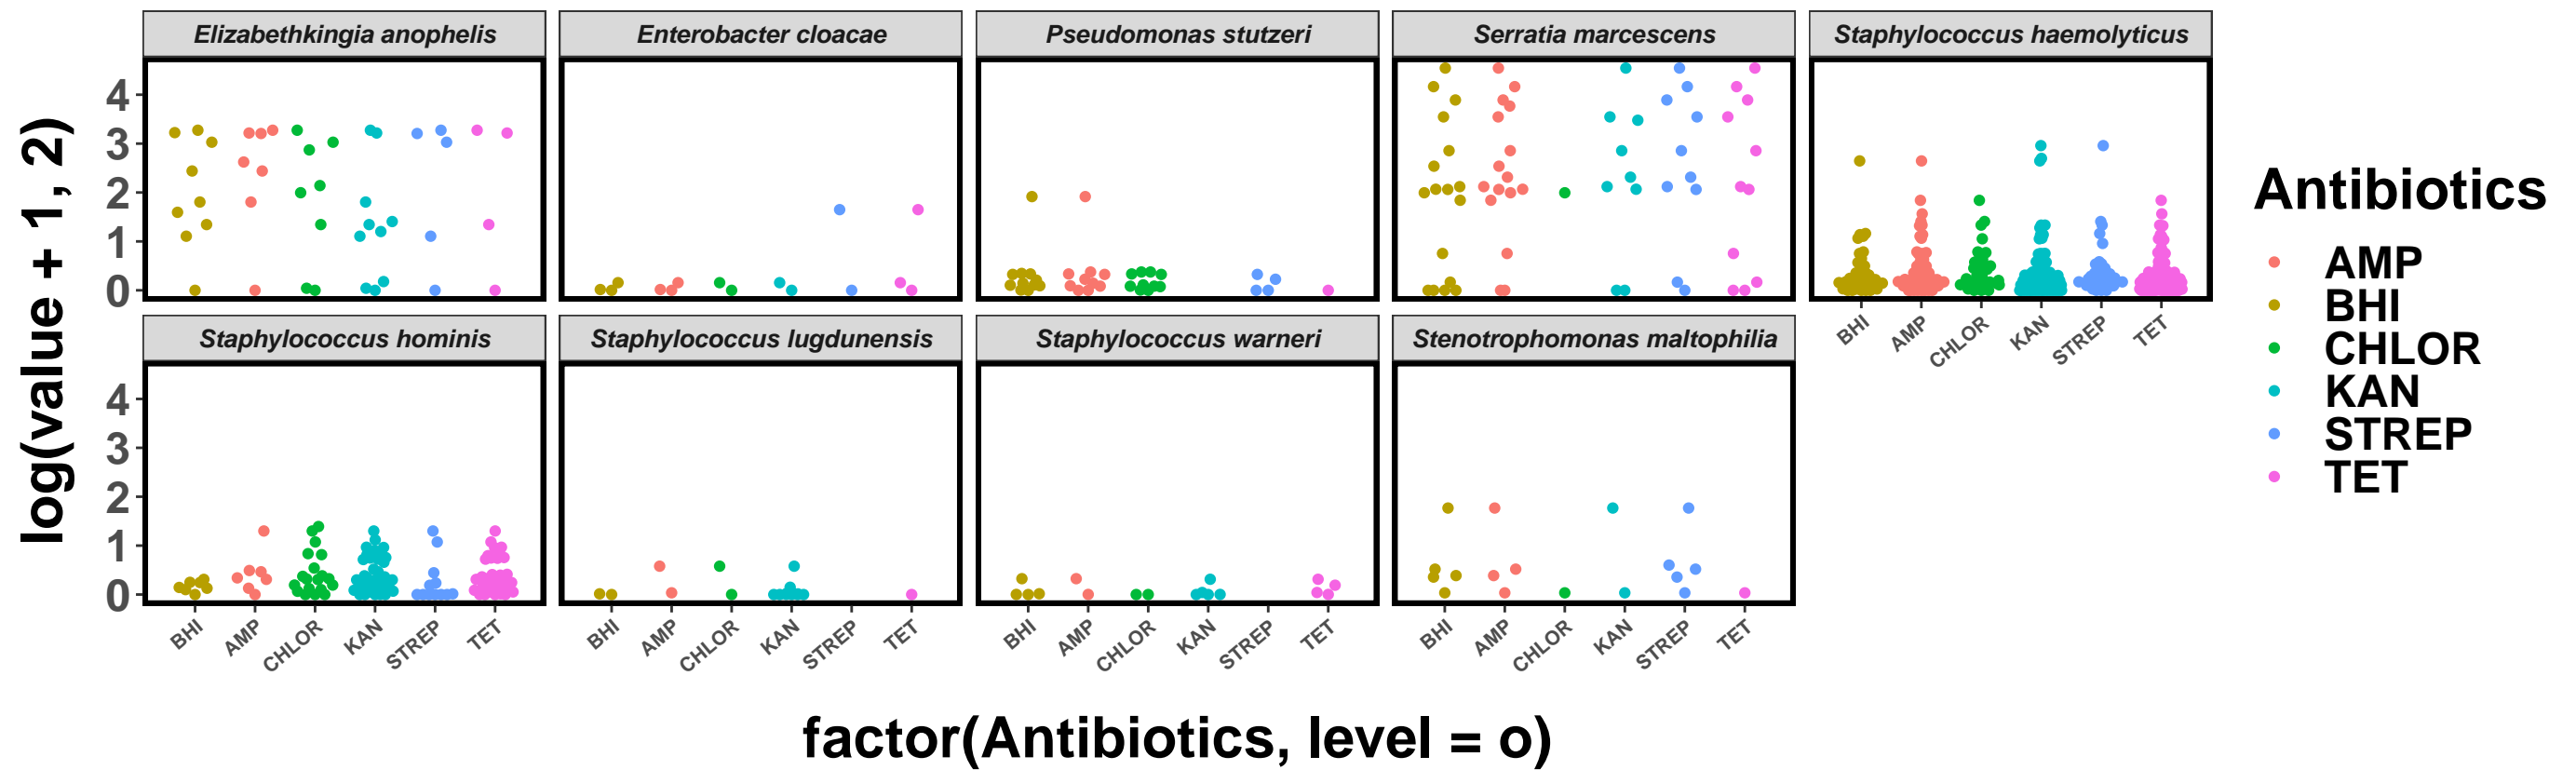 Elizabethkingia anophelis
Enterobacter cloacae
Pseudomonas stutzeri
Serratia marcescens
Staphylococcus haemolyticus
4
3
2
1
0
BHI
AMP
CHLOR
KAN
STREP
TET
Staphylococcus hominis
Staphylococcus lugdunensis
Staphylococcus warneri
Stenotrophomonas maltophilia
4
3
2
1
0
BHI
AMP
CHLOR
KAN
STREP
TET
BHI
AMP
CHLOR
KAN
STREP
TET
BHI
AMP
CHLOR
KAN
STREP
TET
BHI
AMP
CHLOR
KAN
STREP
TET
log(value + 1, 2)
factor(Antibiotics, level = o)
Antibiotics
AMP
BHI
CHLOR
KAN
STREP
TET